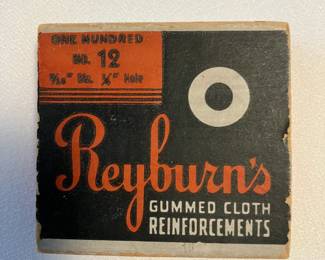 ONE HUNDRED
NO. 12
9/16" Dia. 1/4" Hole
Reyburn's
GUMMED CLOTH
REINFORCEMENTS